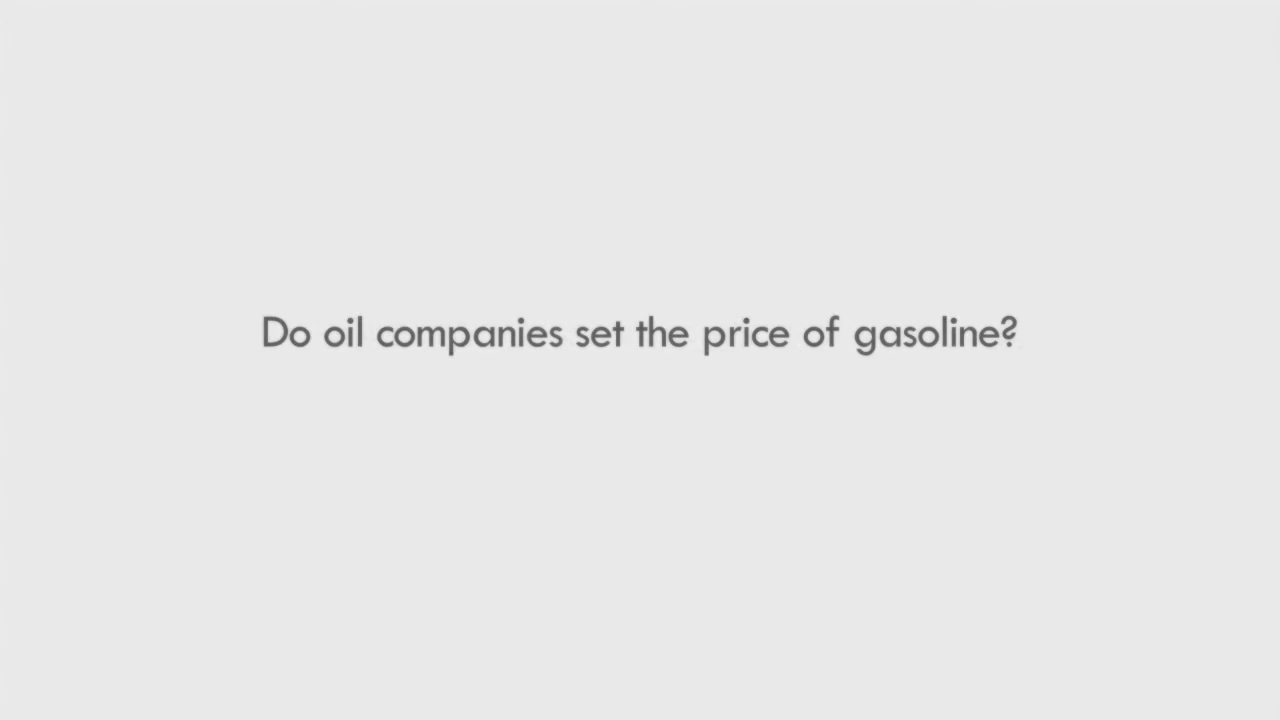 Do oil companies set the price of gasoline?